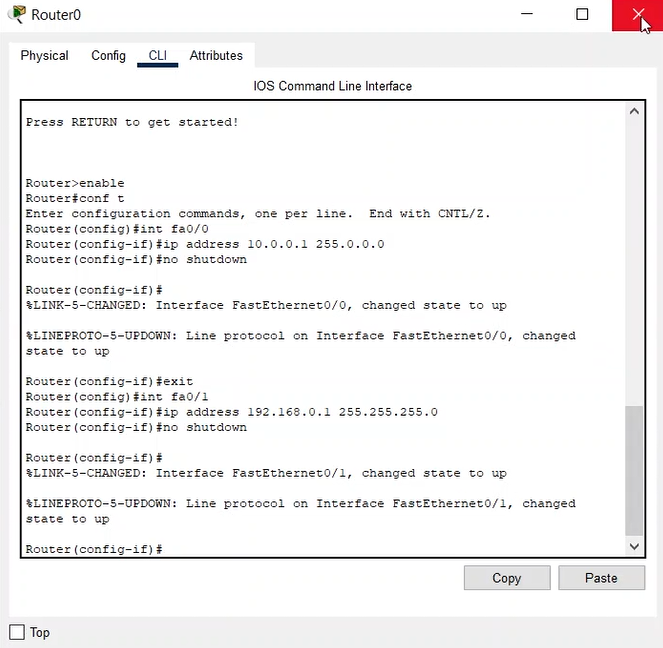 Router0
Physical Config CLI Attributes
IOS Command Line Interface
Press RETURN to get started!
Router>enable
Router#conf t
Enter configuration commands, one per line.  End with CNTL/Z.
Router(config)#int fa0/0
Router(config-if)#ip address 10.0.0.1 255.0.0.0
Router(config-if)#no shutdown
Router(config-if)#
%LINK-5-CHANGED: Interface FastEthernet0/0, changed state to up
%LINEPROTO-5-UPDOWN: Line protocol on Interface FastEthernet0/0, changed
state to up
Router(config-if)#exit
Router(config)#int fa0/1
Router(config-if)#ip address 192.168.0.1 255.255.255.0
Router(config-if)#no shutdown
Router(config-if)#
%LINK-5-CHANGED: Interface FastEthernet0/1, changed state to up
%LINEPROTO-5-UPDOWN: Line protocol on Interface FastEthernet0/1, changed
state to up
Router(config-if)#
Copy Paste
Top